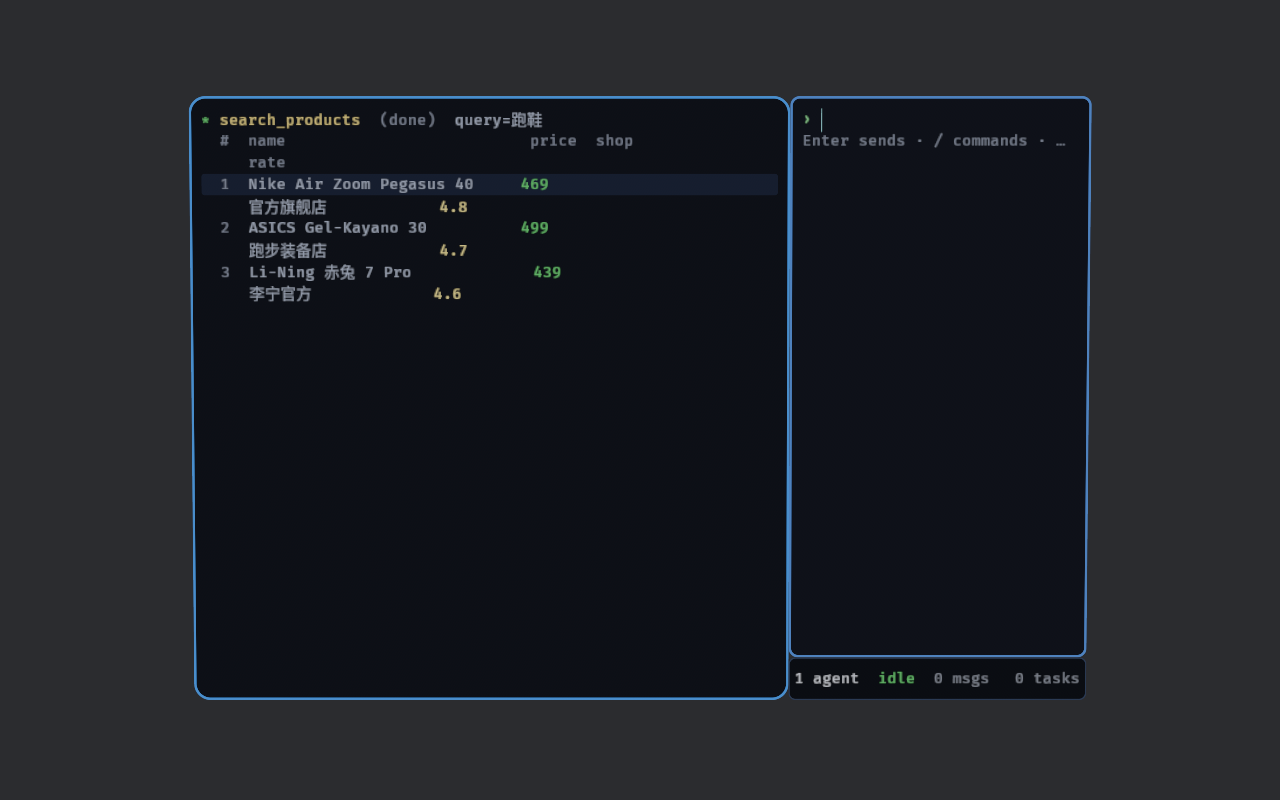 * search_products (done) query=跑鞋
# name price shop
rate
1 Nike Air Zoom Pegasus 40 469
官方旗舰店 4.8
2 ASICS Gel-Kayano 30 499
跑步装备店 4.7
3 Li-Ning 赤兔 7 Pro 439
李宁官方 4.6
›
Enter sends · / commands · …
1 agent idle 0 msgs 0 tasks